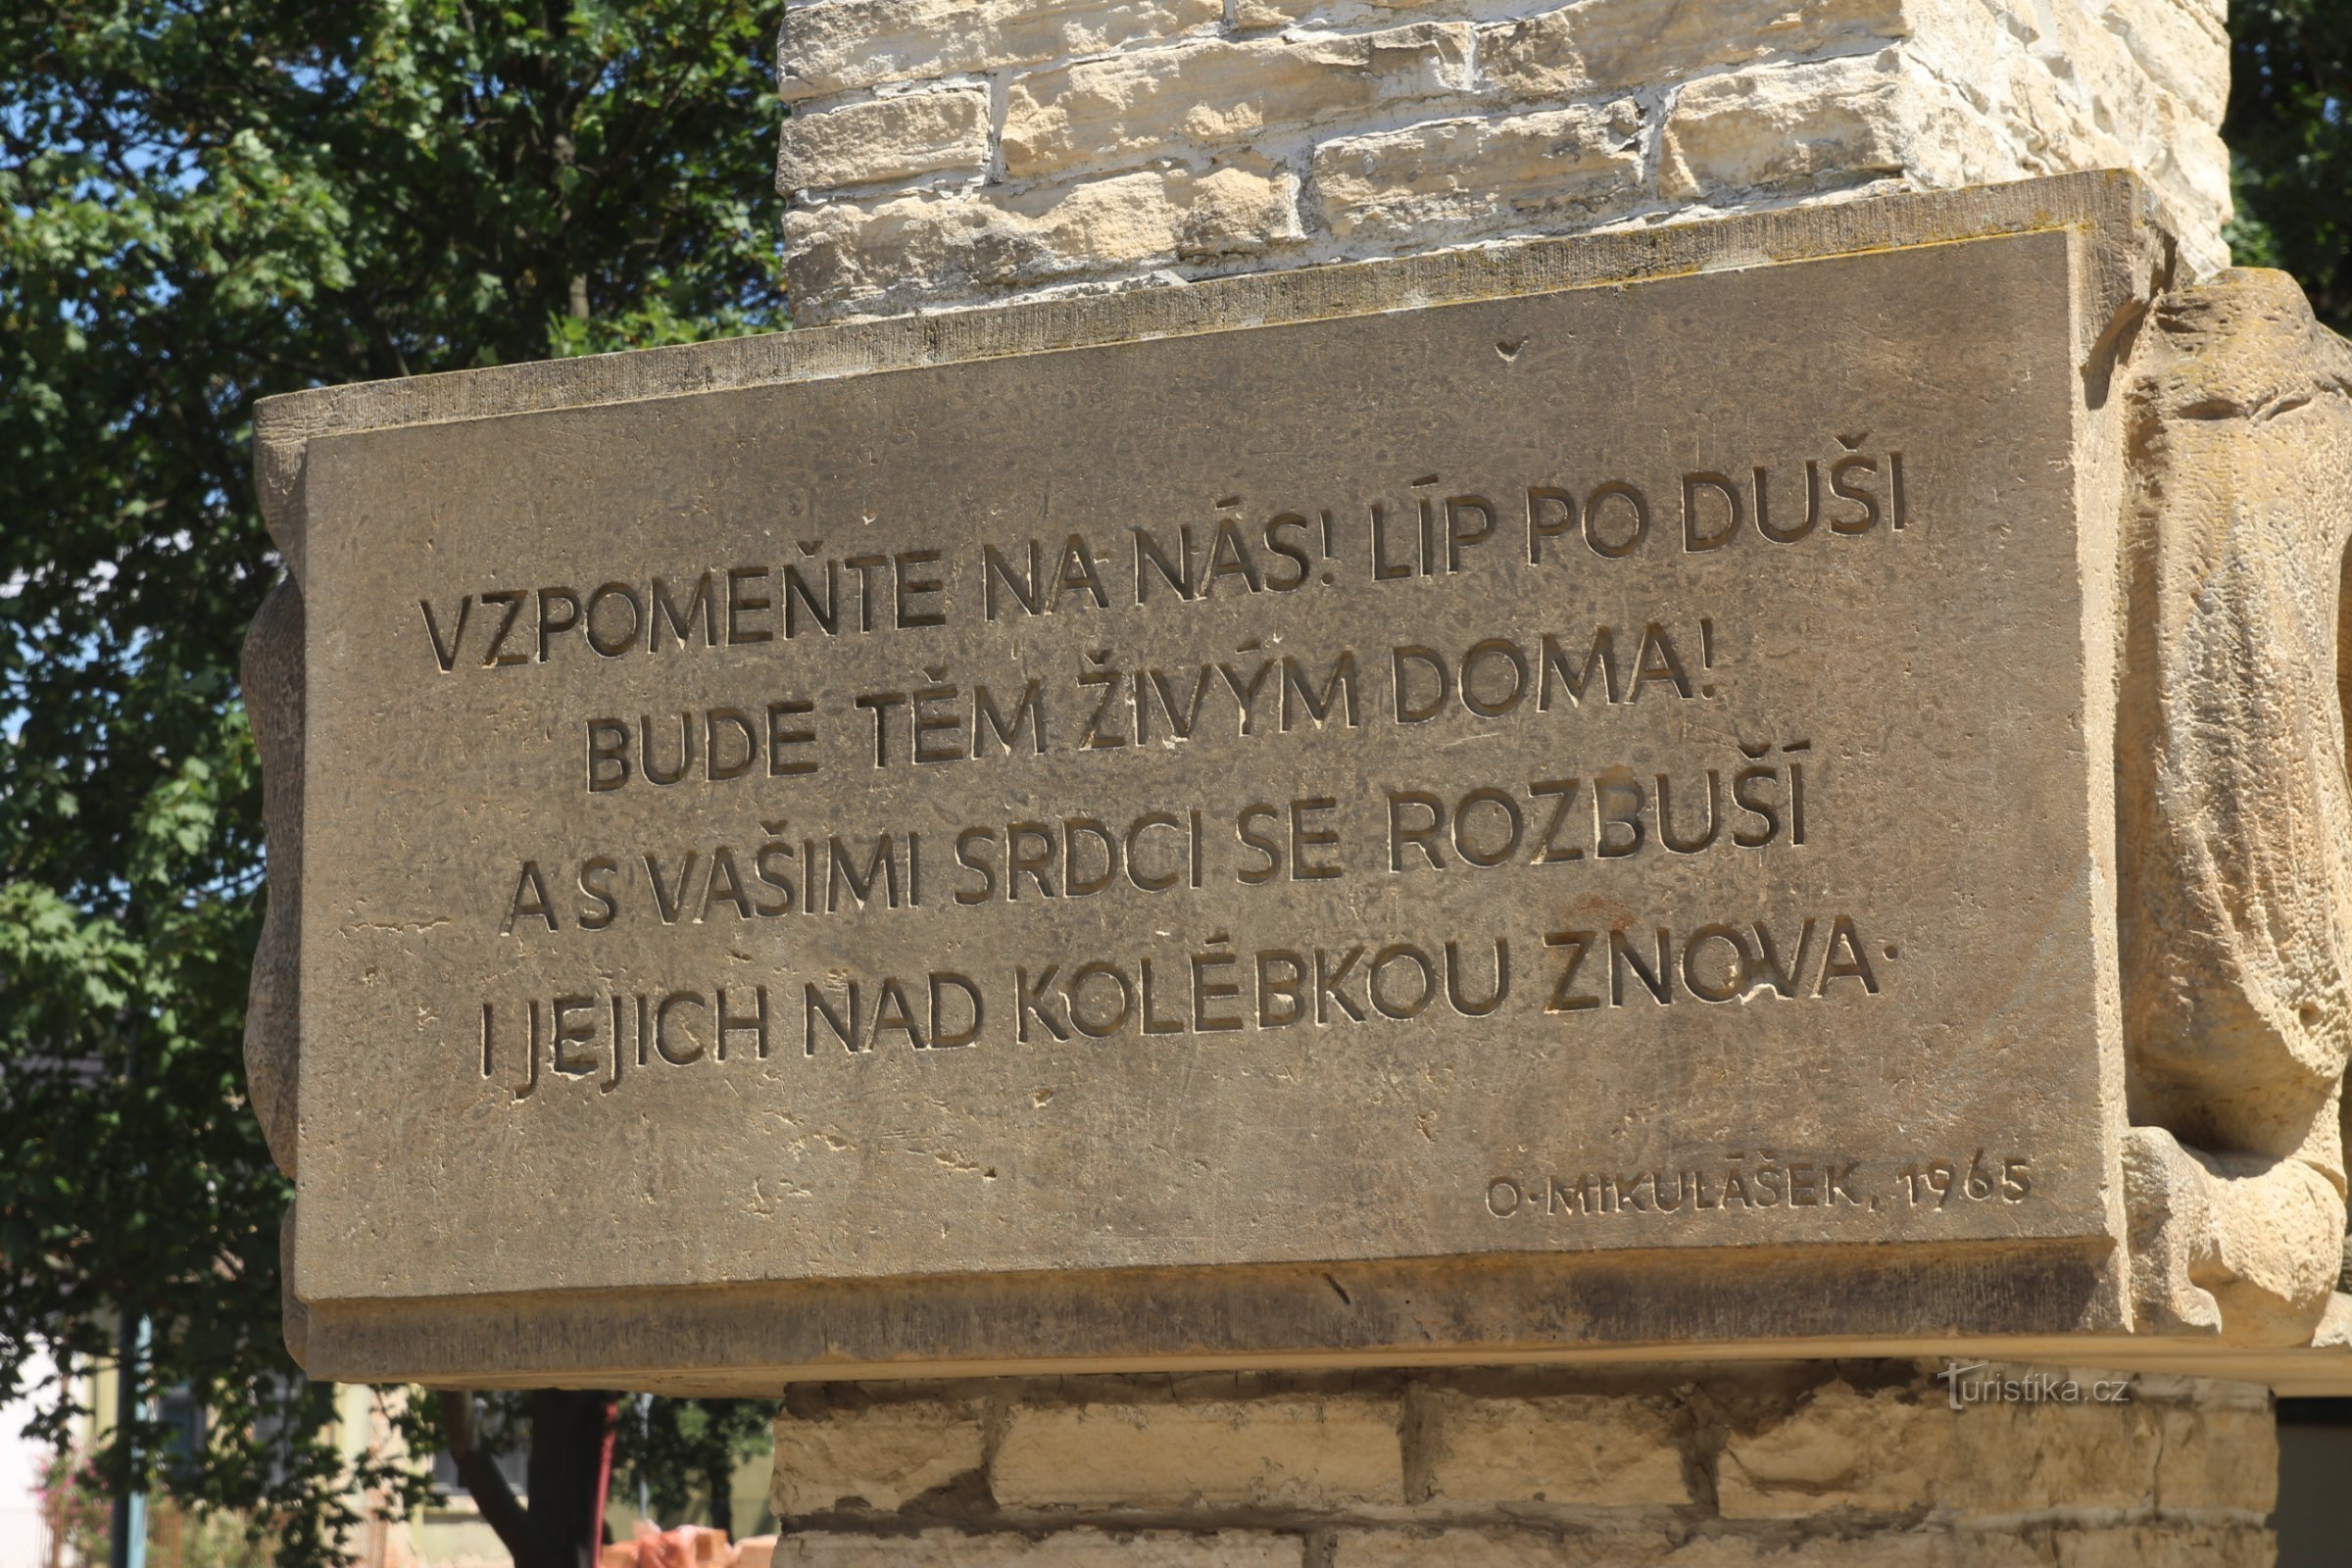 VZPOMEŇTE NA NÁS! LÍP PO DUŠI
BUDE TĚM ŽIVÝM DOMA!
A S VAŠIMI SRDCI SE ROZBUŠÍ
I JEJICH NAD KOLÉBKOU ZNOVA·
O·MIKULÁŠEK, 1965
Turistika.cz